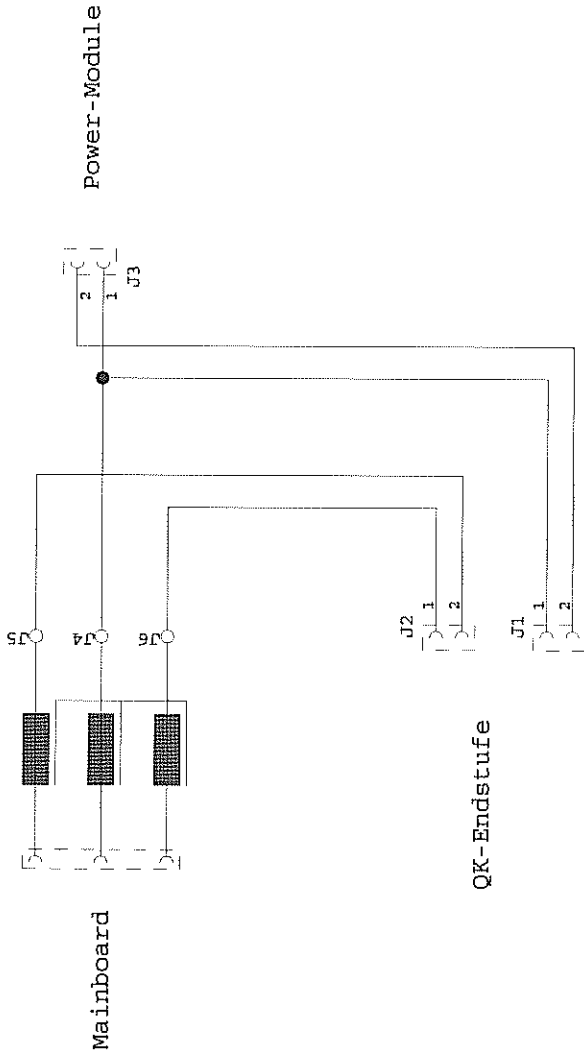 Power-Module
2
1
J3
J5
J4
J6
Mainboard
J2
1
2
J1
1
2
QK-Endstufe